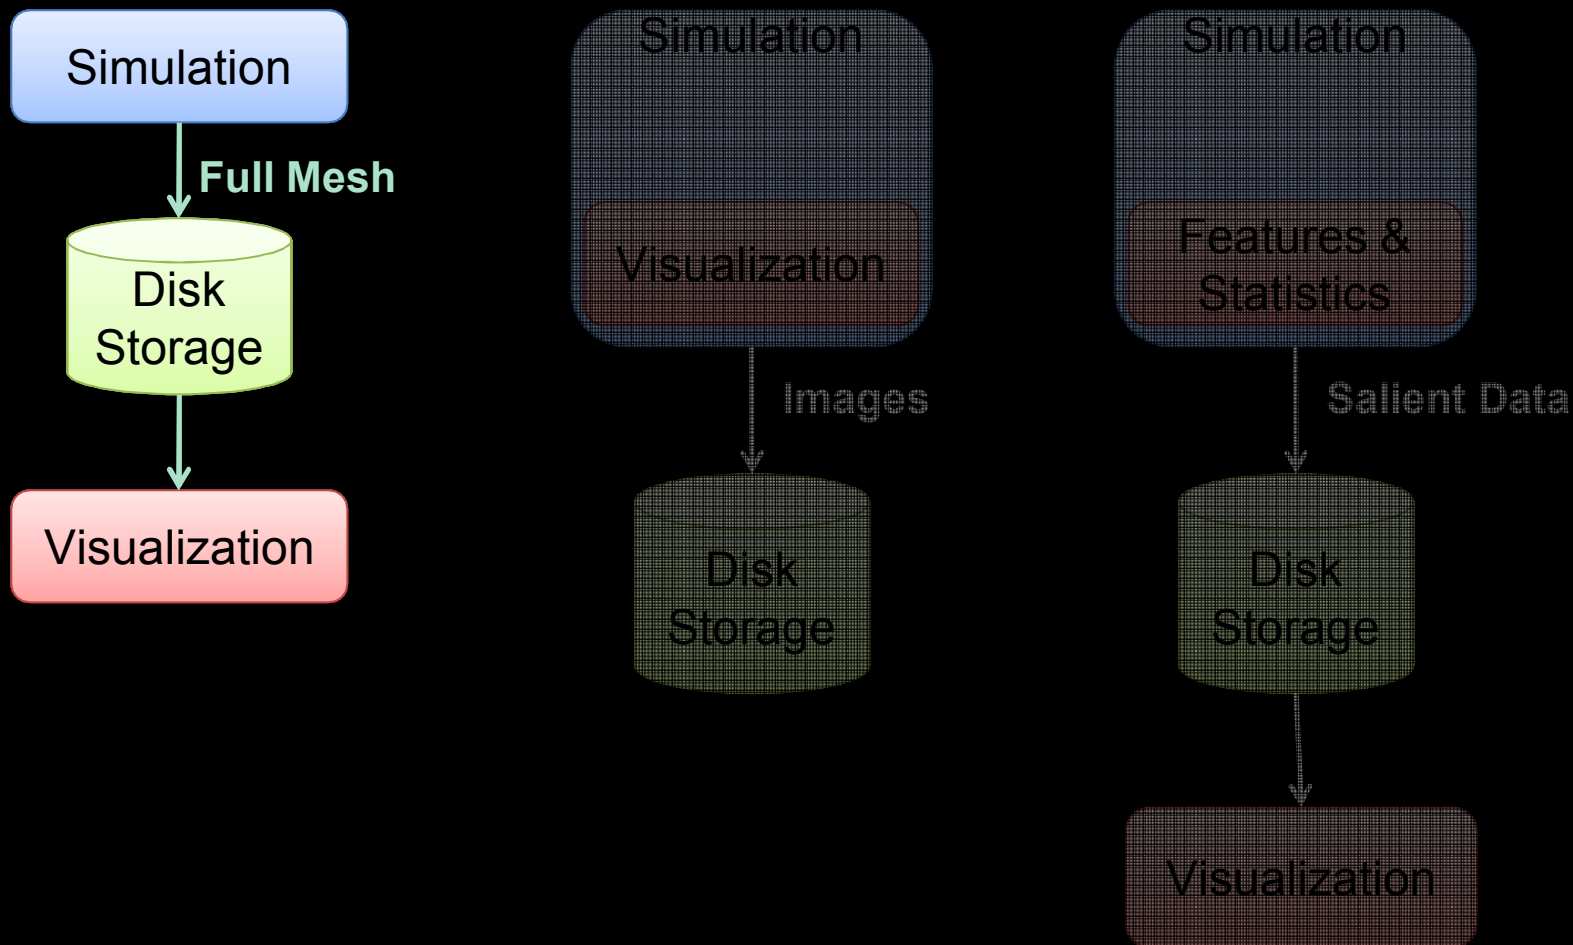 Simulation
Full Mesh
Disk
Storage
Visualization
Simulation
Visualization
Images
Disk
Storage
Simulation
Features &
Statistics
Salient Data
Disk
Storage
Visualization